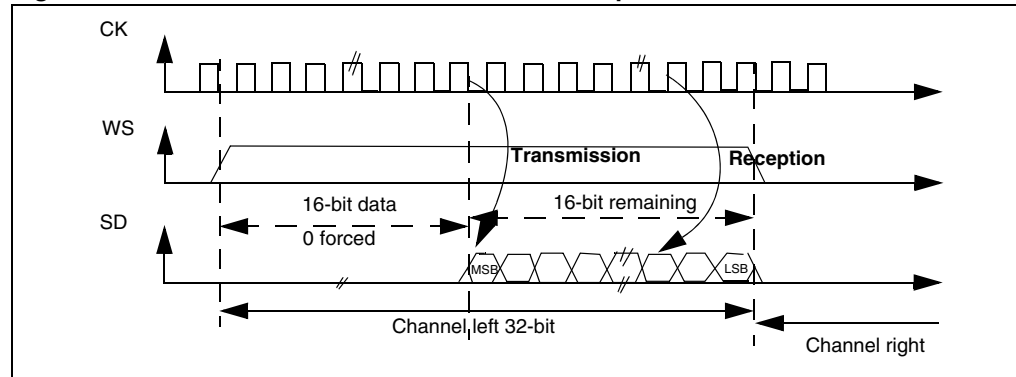 CK
WS
Transmission
Reception
16-bit data
16-bit remaining
SD
0 forced
MSB
LSB
Channel left 32-bit
Channel right